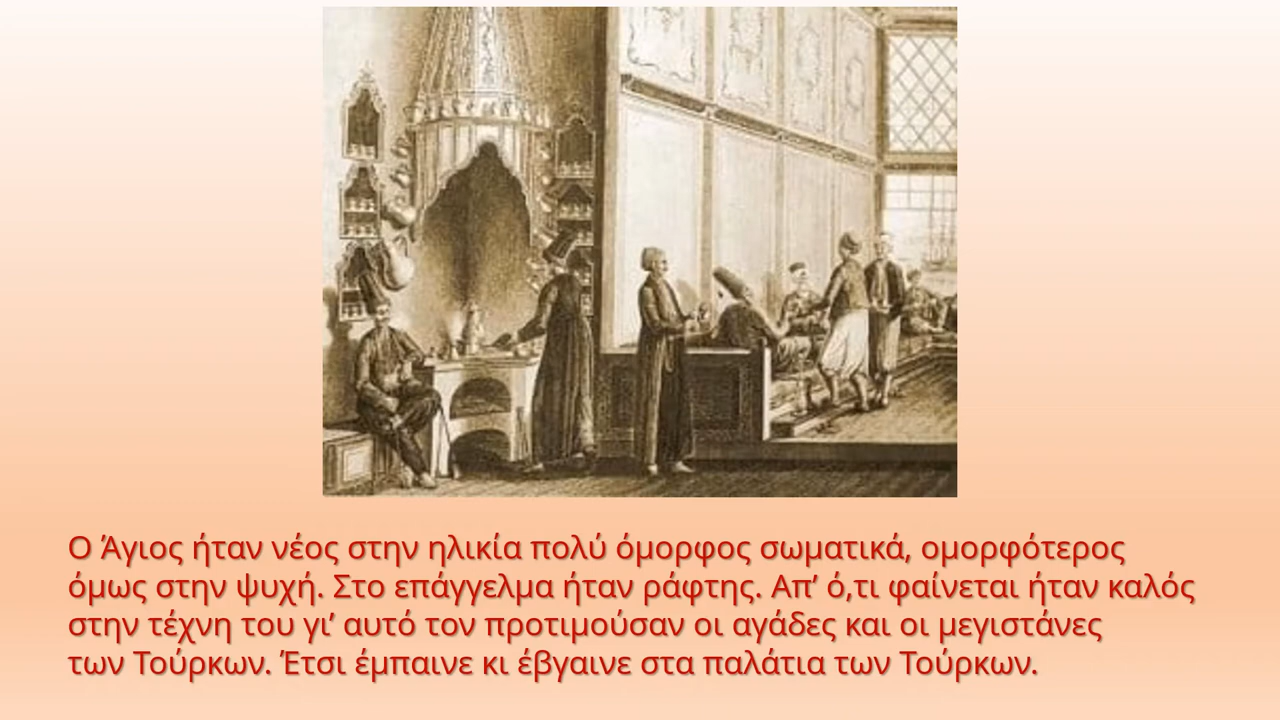 Ο Άγιος ήταν νέος στην ηλικία πολύ όμορφος σωματικά, ομορφότερος
όμως στην ψυχή. Στο επάγγελμα ήταν ράφτης. Απ’ ό,τι φαίνεται ήταν καλός
στην τέχνη του γι’ αυτό τον προτιμούσαν οι αγάδες και οι μεγιστάνες
των Τούρκων. Έτσι έμπαινε κι έβγαινε στα παλάτια των Τούρκων.